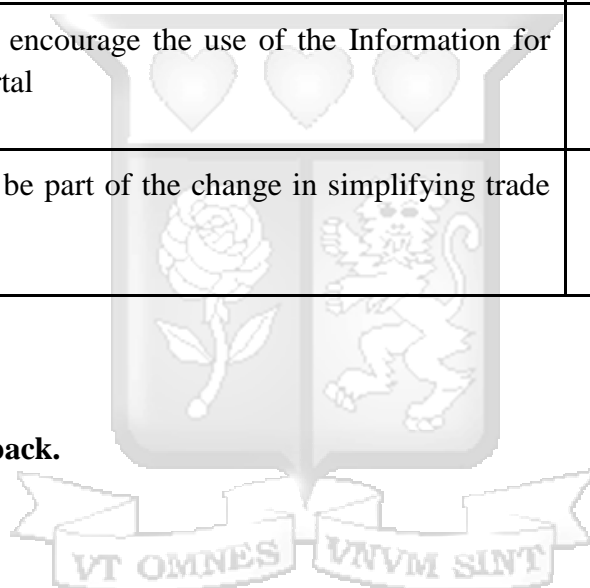 encourage the use of the Information for
rtal
be part of the change in simplifying trade
back.
VT OMNES VNVM SINT